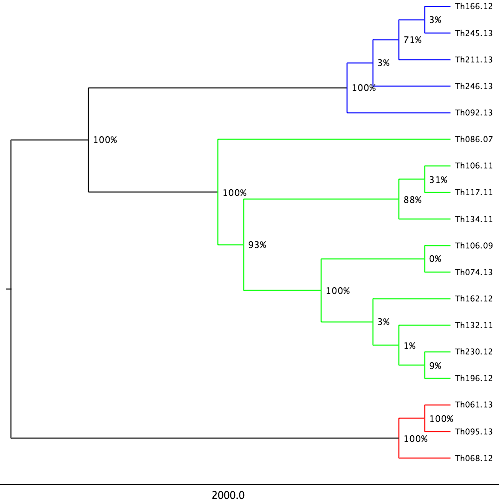 Th166.12
3%
Th245.13
71%
Th211.13
3%
Th246.13
100%
Th092.13
100%
Th086.07
Th106.11
31%
Th117.11
100%
88%
Th134.11
93%
Th106.09
0%
Th074.13
100%
Th162.12
3%
Th132.11
1%
Th230.12
9%
Th196.12
Th061.13
100%
Th095.13
100%
Th068.12
2000.0